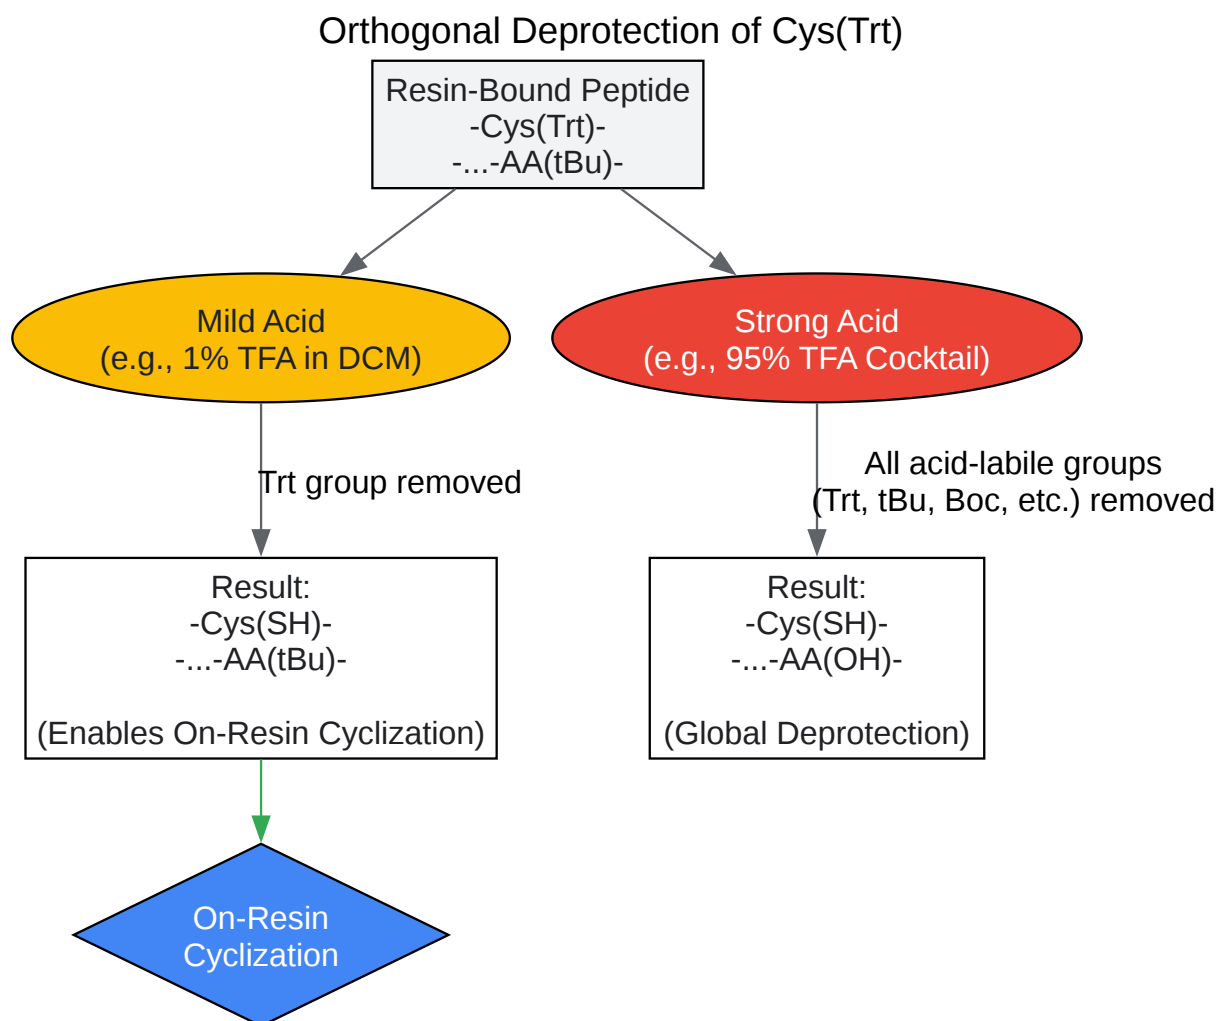 Orthogonal Deprotection of Cys(Trt)
Resin-Bound Peptide
-Cys(Trt)-
-...-AA(tBu)-
Mild Acid
(e.g., 1% TFA in DCM)
Strong Acid
(e.g., 95% TFA Cocktail)
Trt group removed
All acid-labile groups
(Trt, tBu, Boc, etc.) removed
Result:
-Cys(SH)-
-...-AA(tBu)-
(Enables On-Resin Cyclization)
Result:
-Cys(SH)-
-...-AA(OH)-
(Global Deprotection)
On-Resin
Cyclization